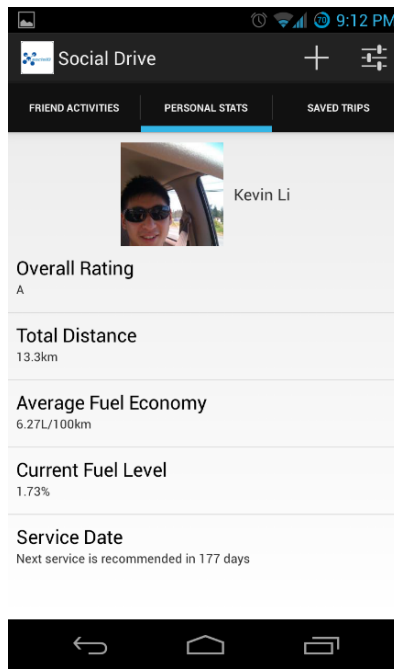 70 9:12 PM
Social Drive
FRIEND ACTIVITIES PERSONAL STATS SAVED TRIPS
Kevin Li
Overall Rating
A
Total Distance
13.3km
Average Fuel Economy
6.27L/100km
Current Fuel Level
1.73%
Service Date
Next service is recommended in 177 days